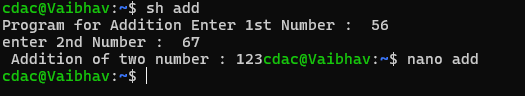 cdac@Vaibhav:~$ sh add
Program for Addition Enter 1st Number :  56
enter 2nd Number :  67
 Addition of two number : 123cdac@Vaibhav:~$ nano add
cdac@Vaibhav:~$